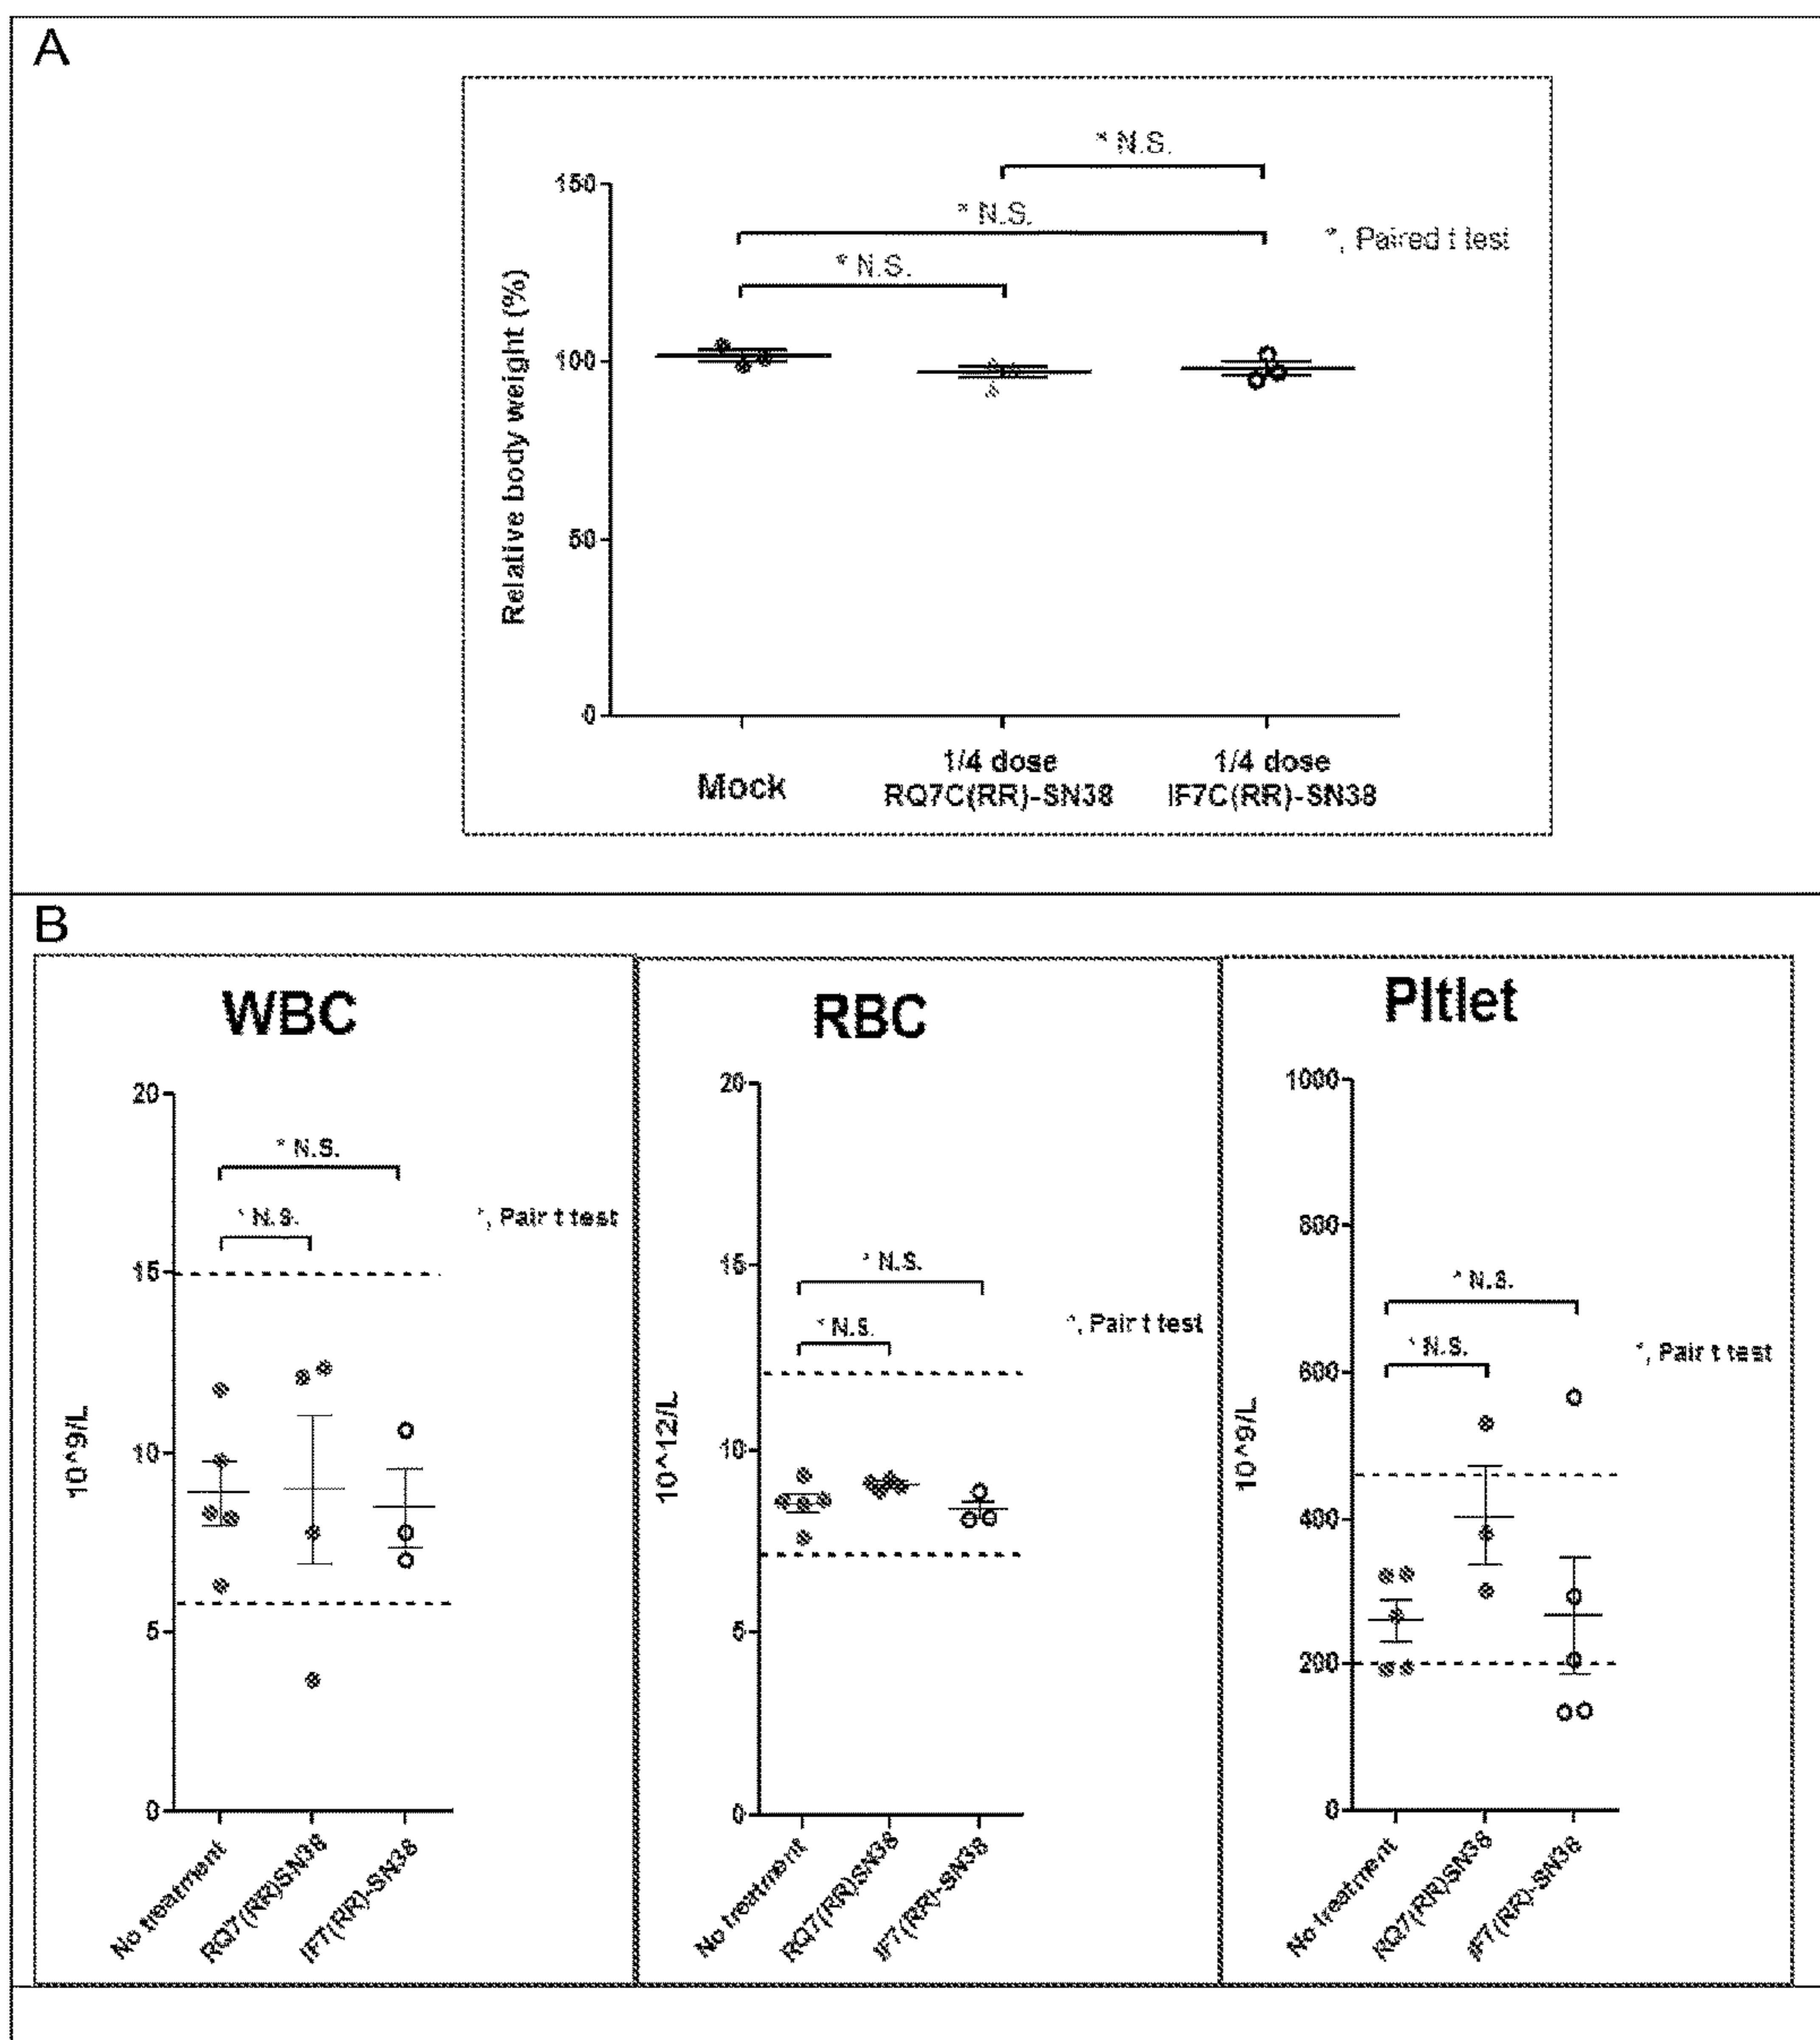 A
* N.S.
150
* N.S.
*, Paired t test
* N.S.
100
Relative body weight (%)
50
0
Mock
1/4 dose
RQ7C(RR)-SN38
1/4 dose
IF7C(RR)-SN38
B
WBC
20
* N.S.
* N.S.
*, Pair t test
15
10
10^9/L
5
0
No treatment
RQ7(RR)SN38
IF7(RR)-SN38
RBC
20
15
* N.S.
* N.S.
*, Pair t test
10
10^12/L
5
0
No treatment
RQ7(RR)SN38
IF7(RR)-SN38
Pltlet
1000
800
* N.S.
* N.S.
*, Pair t test
600
10^9/L
400
200
0
No treatment
RQ7(RR)SN38
IF7(RR)-SN38